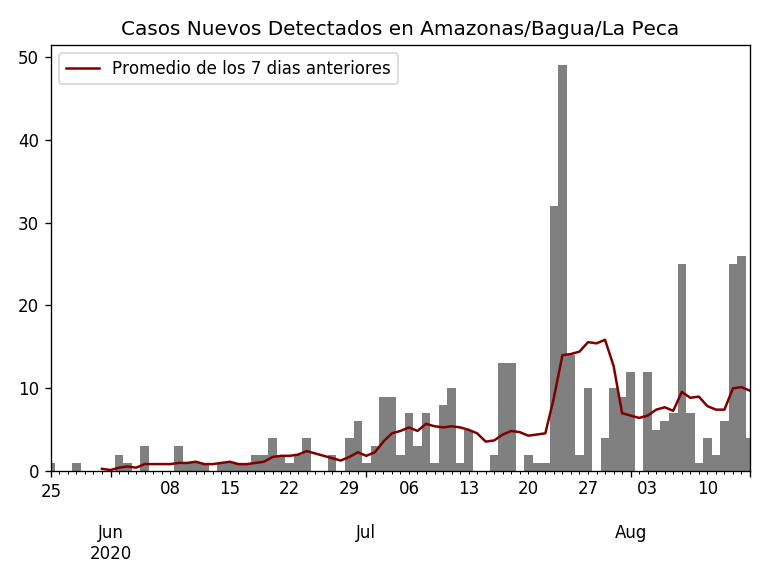 Casos Nuevos Detectados en Amazonas/Bagua/La Peca
Promedio de los 7 dias anteriores
50
40
30
20
10
0
25 08 15 22 29 06 13 20 27 03 10
Jun Jul Aug
2020